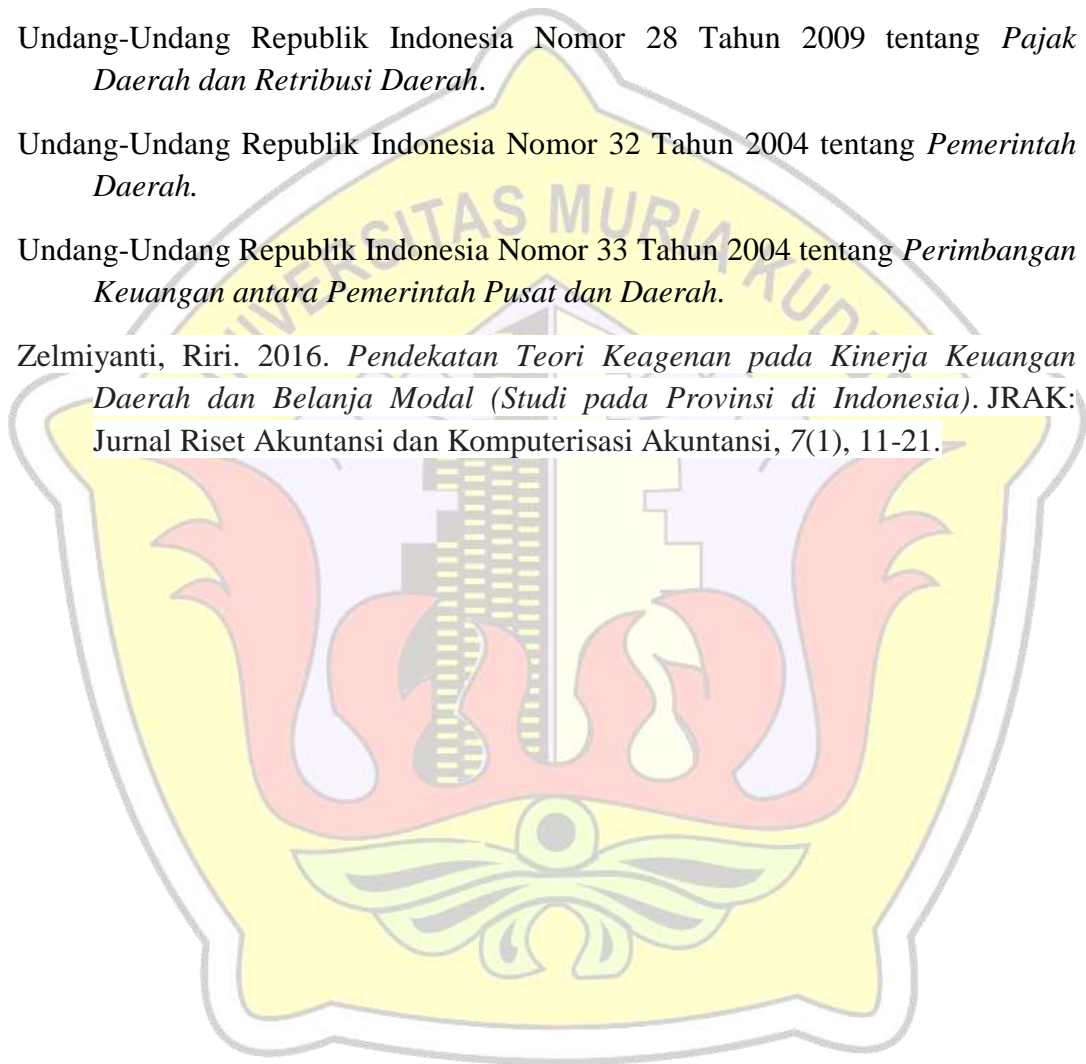 Undang-Undang Republik Indonesia Nomor 28 Tahun 2009 tentang Pajak
Daerah dan Retribusi Daerah.
Undang-Undang Republik Indonesia Nomor 32 Tahun 2004 tentang Pemerintah
Daerah.
UNIVERSITAS MURIA KUDUS
Undang-Undang Republik Indonesia Nomor 33 Tahun 2004 tentang Perimbangan
Keuangan antara Pemerintah Pusat dan Daerah.
Zelmiyanti, Riri. 2016. Pendekatan Teori Keagenan pada Kinerja Keuangan
Daerah dan Belanja Modal (Studi pada Provinsi di Indonesia). JRAK:
Jurnal Riset Akuntansi dan Komputerisasi Akuntansi, 7(1), 11-21.